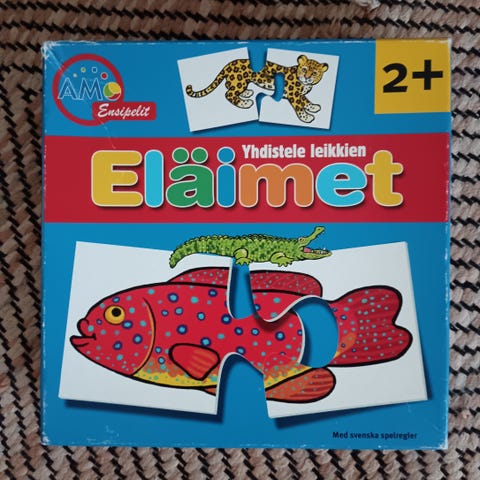 AMO
Ensipelit
2+
Yhdistele leikkien
Eläimet
Med svenska spelregler